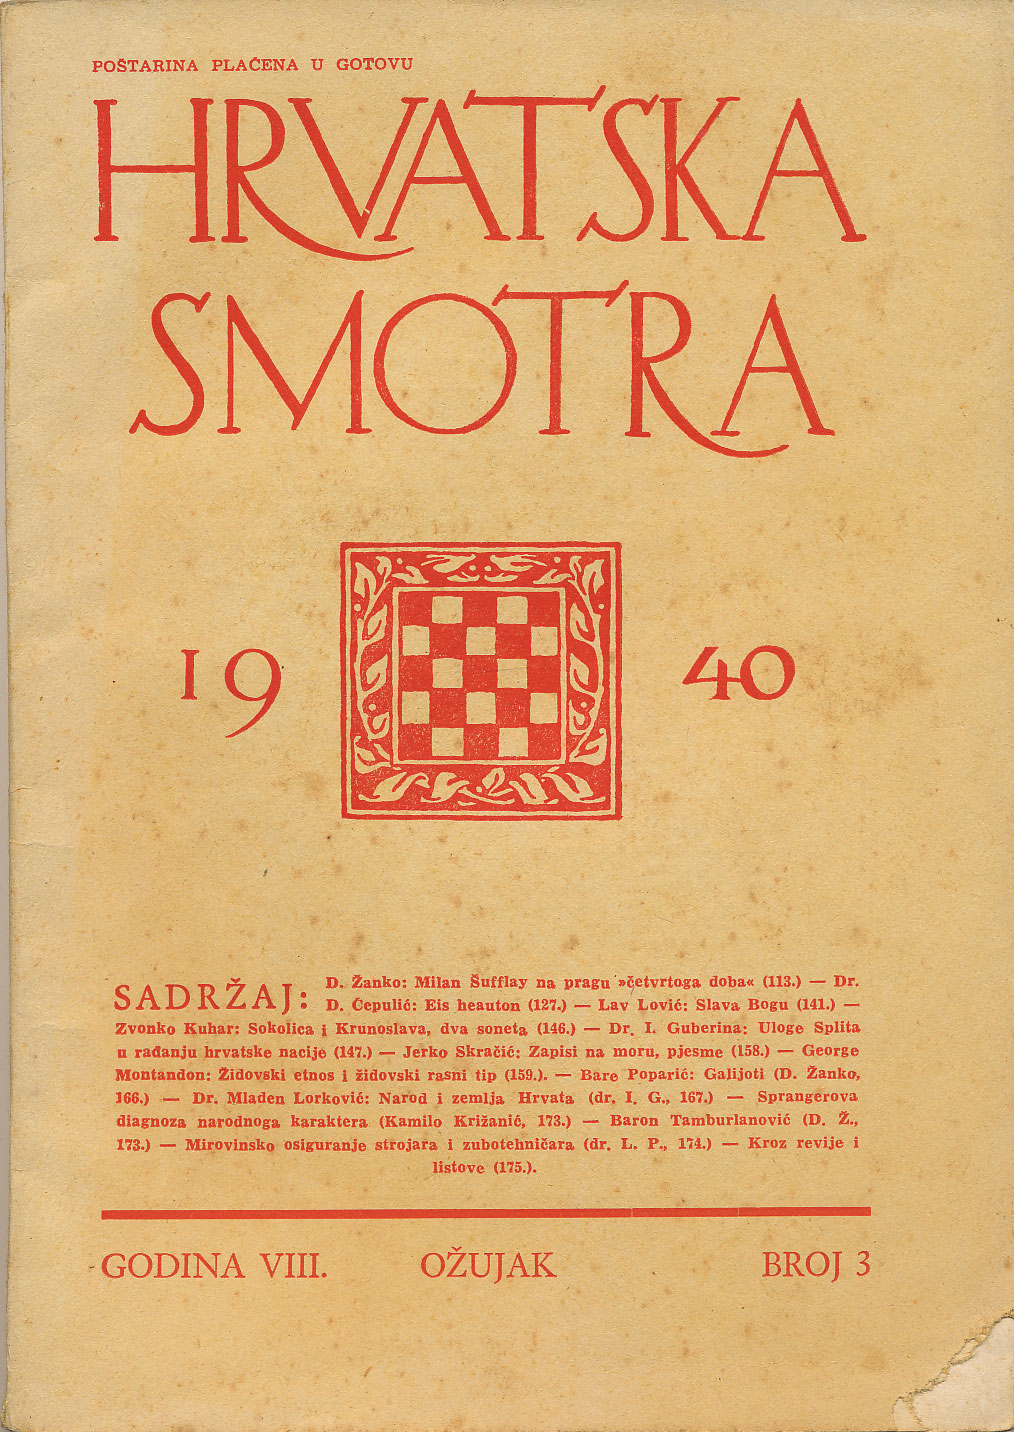 POŠTARINA PLAĆENA U GOTOVU
HRVATSKA
SMOTRA
19 40
SADRŽAJ: D. Žanko: Milan Šufflay na pragu »četvrtoga doba« (113.) — Dr.
D. Čepulić: Eis heauton (127.) — Lav Lović: Slava Bogu (141.) —
Zvonko Kuhar: Sokolica i Krunoslava, dva soneta (146.) — Dr. I. Guberina: Uloge Splita
u rađanju hrvatske nacije (147.) — Jerko Skračić: Zapisi na moru, pjesme (158.) — George
Montandon: Židovski etnos i židovski rasni tip (159.). — Bare Poparić: Galijoti (D. Žanko,
166.) — Dr. Mladen Lorković: Narod i zemlja Hrvata (dr. I. G., 167.) — Sprangerova
diagnoza narodnoga karaktera (Kamilo Križanić, 173.) — Baron Tamburlanović (D. Ž.,
173.) — Mirovinsko osiguranje strojara i zubotehničara (dr. L. P., 174.) — Kroz revije i
listove (175.).
GODINA VIII. OŽUJAK BROJ 3